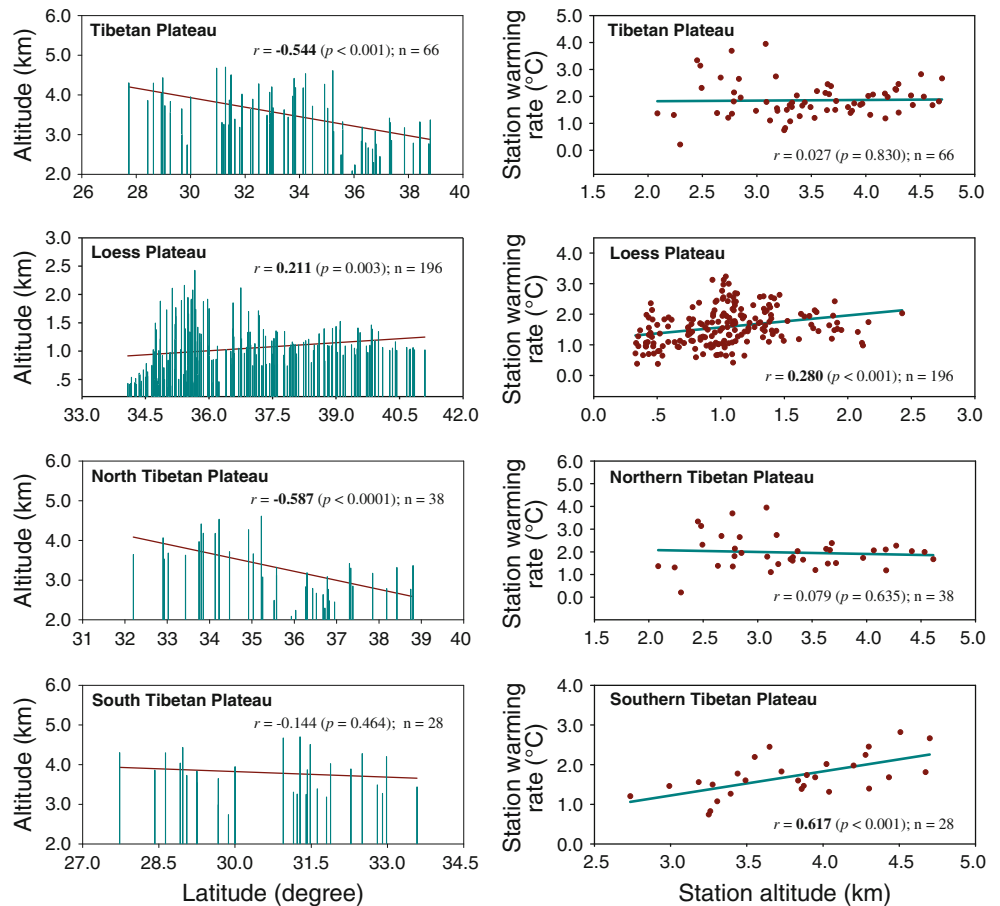 Tibetan Plateau
r = -0.544 (p < 0.001); n = 66
Altitude (km)
6.0
5.0
4.0
3.0
2.0
26 28 30 32 34 36 38 40
Tibetan Plateau
r = 0.027 (p = 0.830); n = 66
Station warming
rate (°C)
5.0
4.0
3.0
2.0
1.0
0.0
1.5 2.0 2.5 3.0 3.5 4.0 4.5 5.0
Loess Plateau
r = 0.211 (p = 0.003); n = 196
Altitude (km)
3.0
2.5
2.0
1.5
1.0
.5
33.0 34.5 36.0 37.5 39.0 40.5 42.0
Loess Plateau
r = 0.280 (p < 0.001); n = 196
Station warming
rate (°C)
4.0
3.0
2.0
1.0
0.0
0.0 .5 1.0 1.5 2.0 2.5 3.0
North Tibetan Plateau
r = -0.587 (p < 0.0001); n = 38
Altitude (km)
6.0
5.0
4.0
3.0
2.0
31 32 33 34 35 36 37 38 39 40
Northern Tibetan Plateau
r = 0.079 (p = 0.635); n = 38
Station warming
rate (°C)
6.0
5.0
4.0
3.0
2.0
1.0
0.0
1.5 2.0 2.5 3.0 3.5 4.0 4.5 5.0
South Tibetan Plateau
r = -0.144 (p = 0.464); n = 28
Altitude (km)
6.0
5.0
4.0
3.0
2.0
27.0 28.5 30.0 31.5 33.0 34.5
Latitude (degree)
Southern Tibetan Plateau
r = 0.617 (p < 0.001); n = 28
Station warming
rate (°C)
4.0
3.0
2.0
1.0
0.0
2.5 3.0 3.5 4.0 4.5 5.0
Station altitude (km)